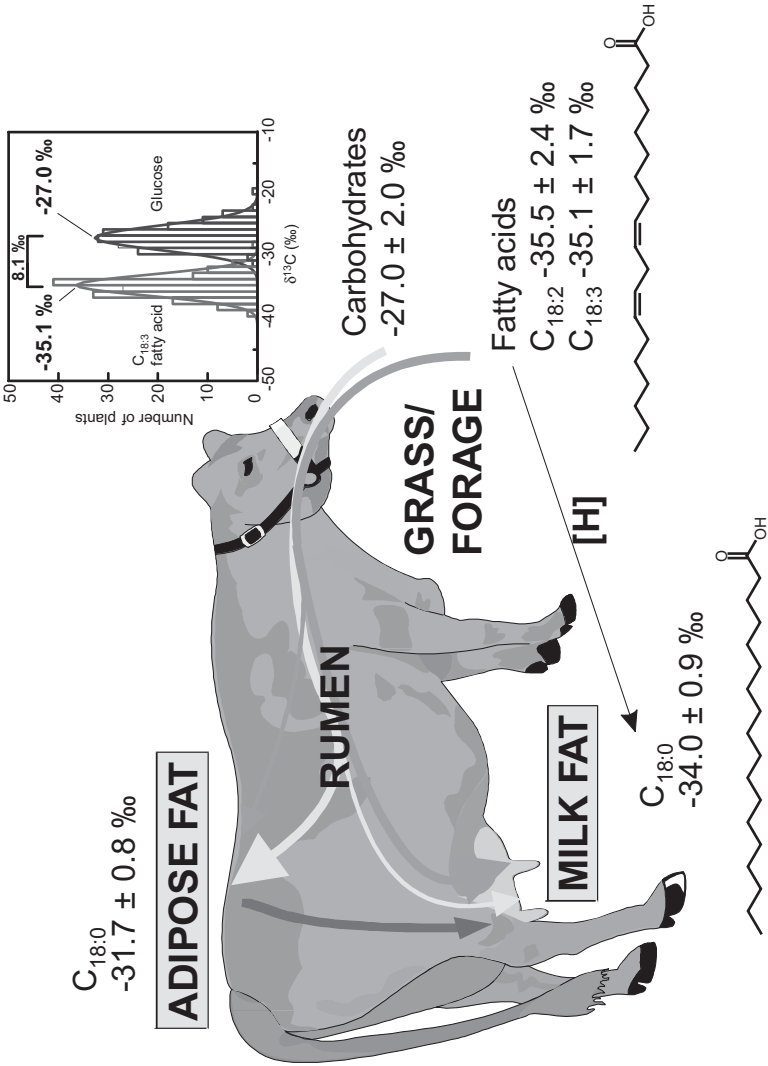 C18:0
-31.7 ± 0.8 ‰
ADIPOSE FAT
RUMEN
GRASS/
FORAGE
MILK FAT
C18:0
-34.0 ± 0.9 ‰
OH
O
[H]
Carbohydrates
-27.0 ± 2.0 ‰
Fatty acids
C18:2 -35.5 ± 2.4 ‰
C18:3 -35.1 ± 1.7 ‰
O
OH
8.1 ‰
-35.1 ‰
-27.0 ‰
C18:3
fatty acid
Glucose
Number of plants
50
40
30
20
10
0
-50
-40
-30
-20
-10
δ13C (‰)